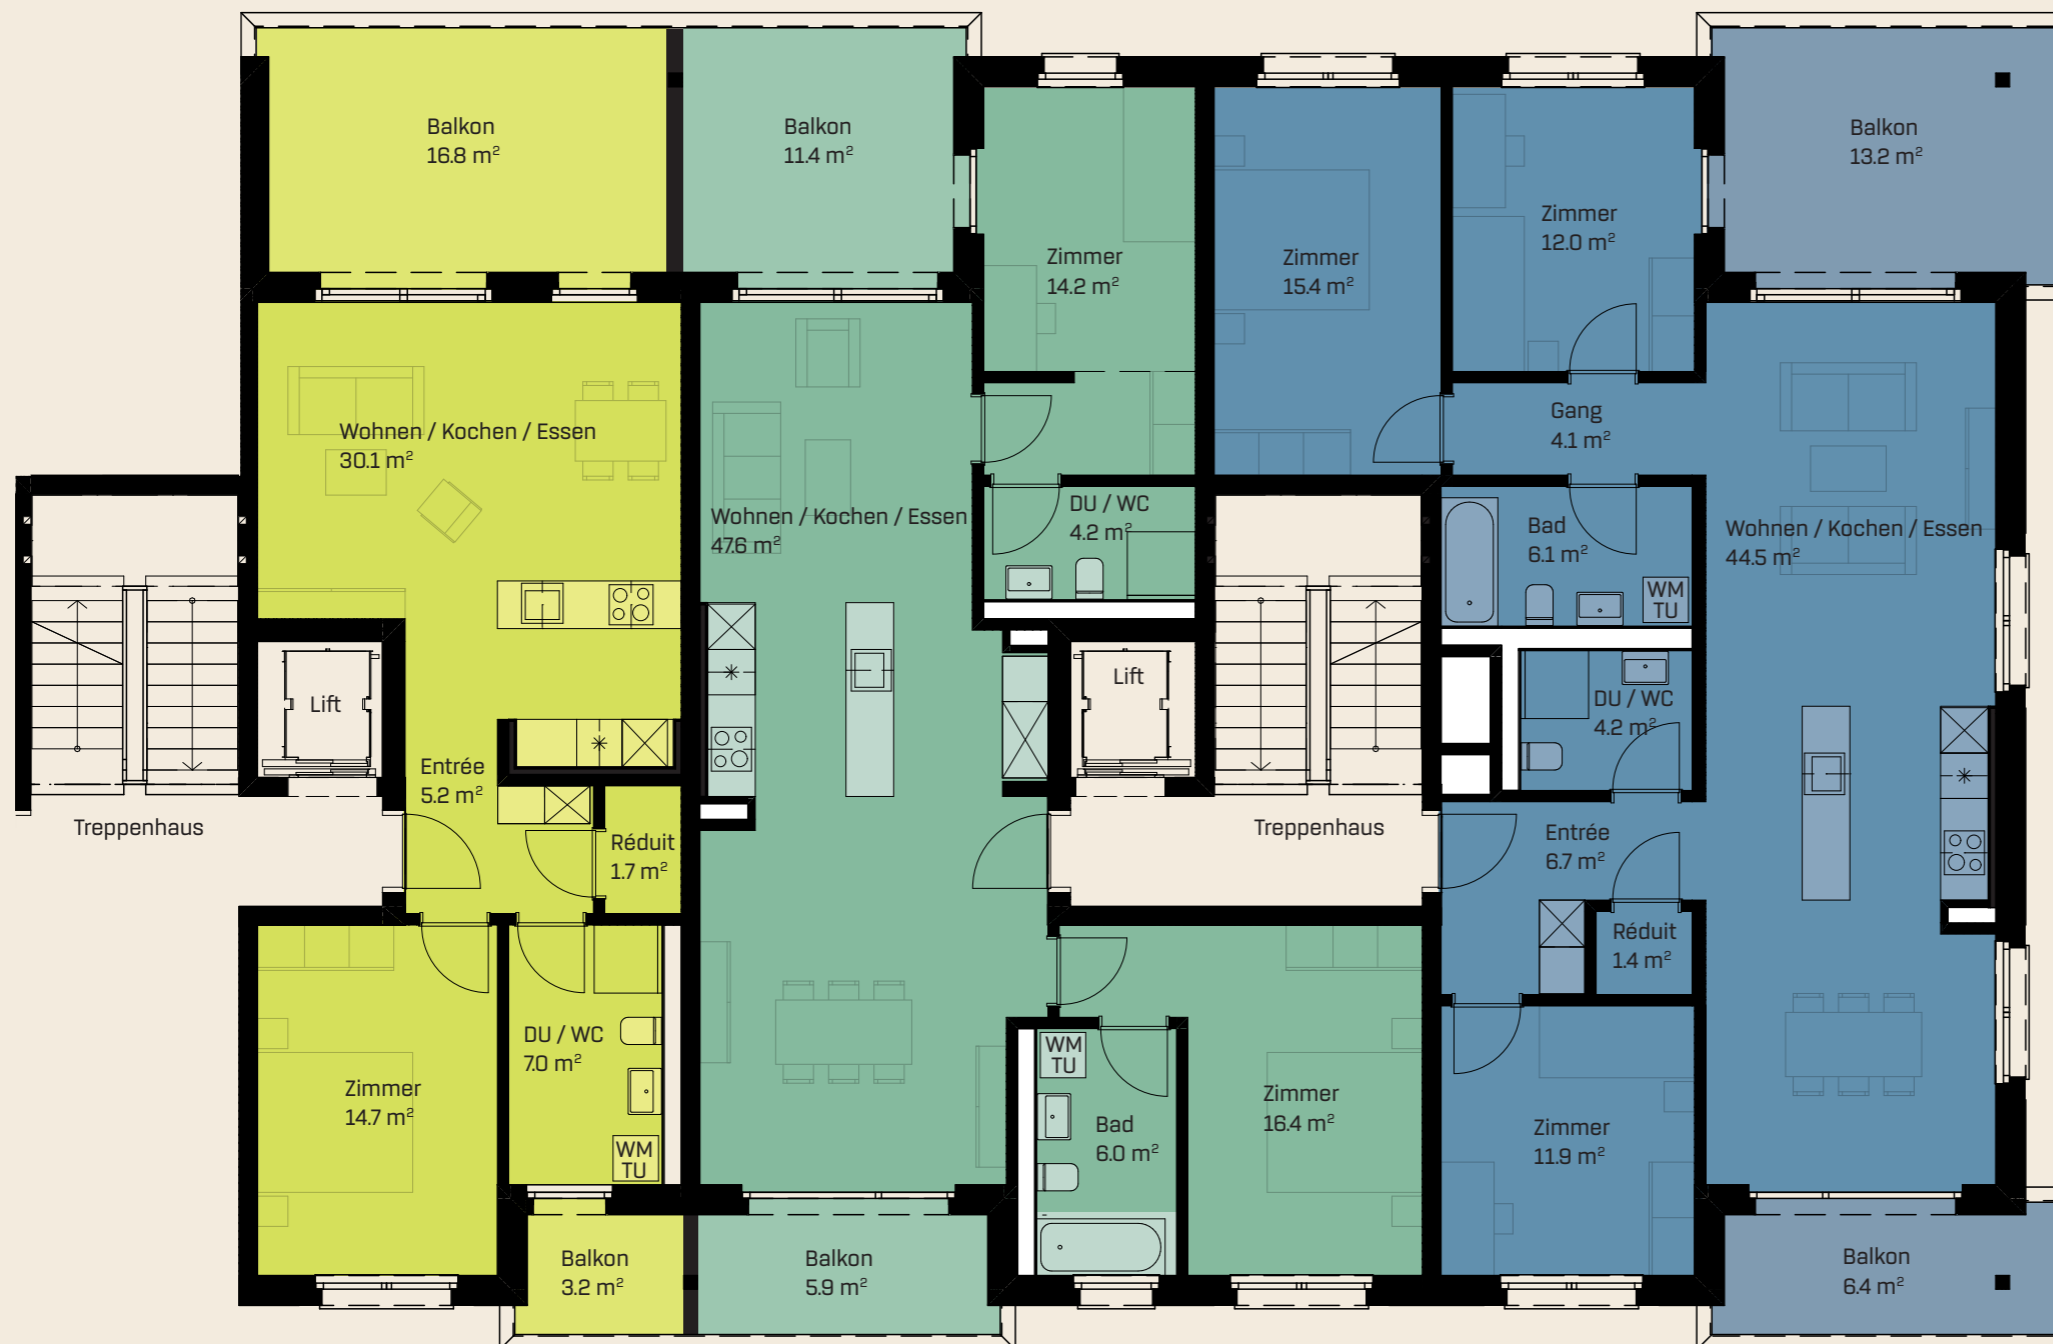 Balkon
16.8 m²
Balkon
11.4 m²
Balkon
13.2 m²
Zimmer
14.2 m²
Zimmer
15.4 m²
Zimmer
12.0 m²
Wohnen / Kochen / Essen
30.1 m²
Gang
4.1 m²
Wohnen / Kochen / Essen
47.6 m²
DU / WC
4.2 m²
Bad
6.1 m²
WM
TU
Wohnen / Kochen / Essen
44.5 m²
Lift
Lift
DU / WC
4.2 m²
Entrée
5.2 m²
Treppenhaus
Réduit
1.7 m²
Treppenhaus
Entrée
6.7 m²
Réduit
1.4 m²
DU / WC
7.0 m²
WM
TU
Zimmer
14.7 m²
WM
TU
Bad
6.0 m²
Zimmer
16.4 m²
Zimmer
11.9 m²
Balkon
3.2 m²
Balkon
5.9 m²
Balkon
6.4 m²